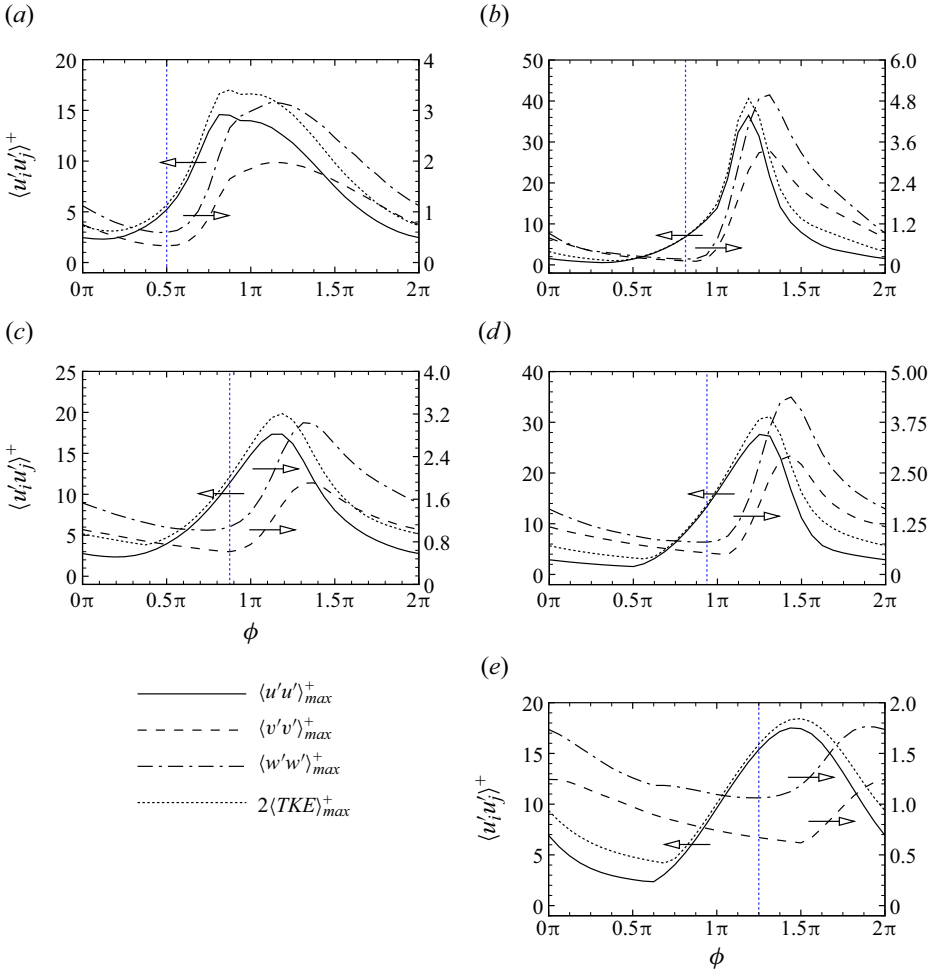 (a)
(b)
20
15
10
5
0
⟨u′iu′j⟩+
4
3
2
1
0
0π
0.5π
1π
1.5π
2π
50
40
30
20
10
0
6.0
4.8
3.6
2.4
1.2
0
0π
0.5π
1π
1.5π
2π
(c)
(d)
25
20
15
10
5
0
⟨u′iu′j⟩+
4.0
3.2
2.4
1.6
0.8
0
0π
0.5π
1π
1.5π
2π
ϕ
40
30
20
10
0
5.00
3.75
2.50
1.25
0
0π
0.5π
1π
1.5π
2π
⟨u′u′⟩+max
⟨v′v′⟩+max
⟨w′w′⟩+max
2⟨TKE⟩+max
(e)
20
15
10
5
0
⟨u′iu′j⟩+
2.0
1.5
1.0
0.5
0
0π
0.5π
1π
1.5π
2π
ϕ